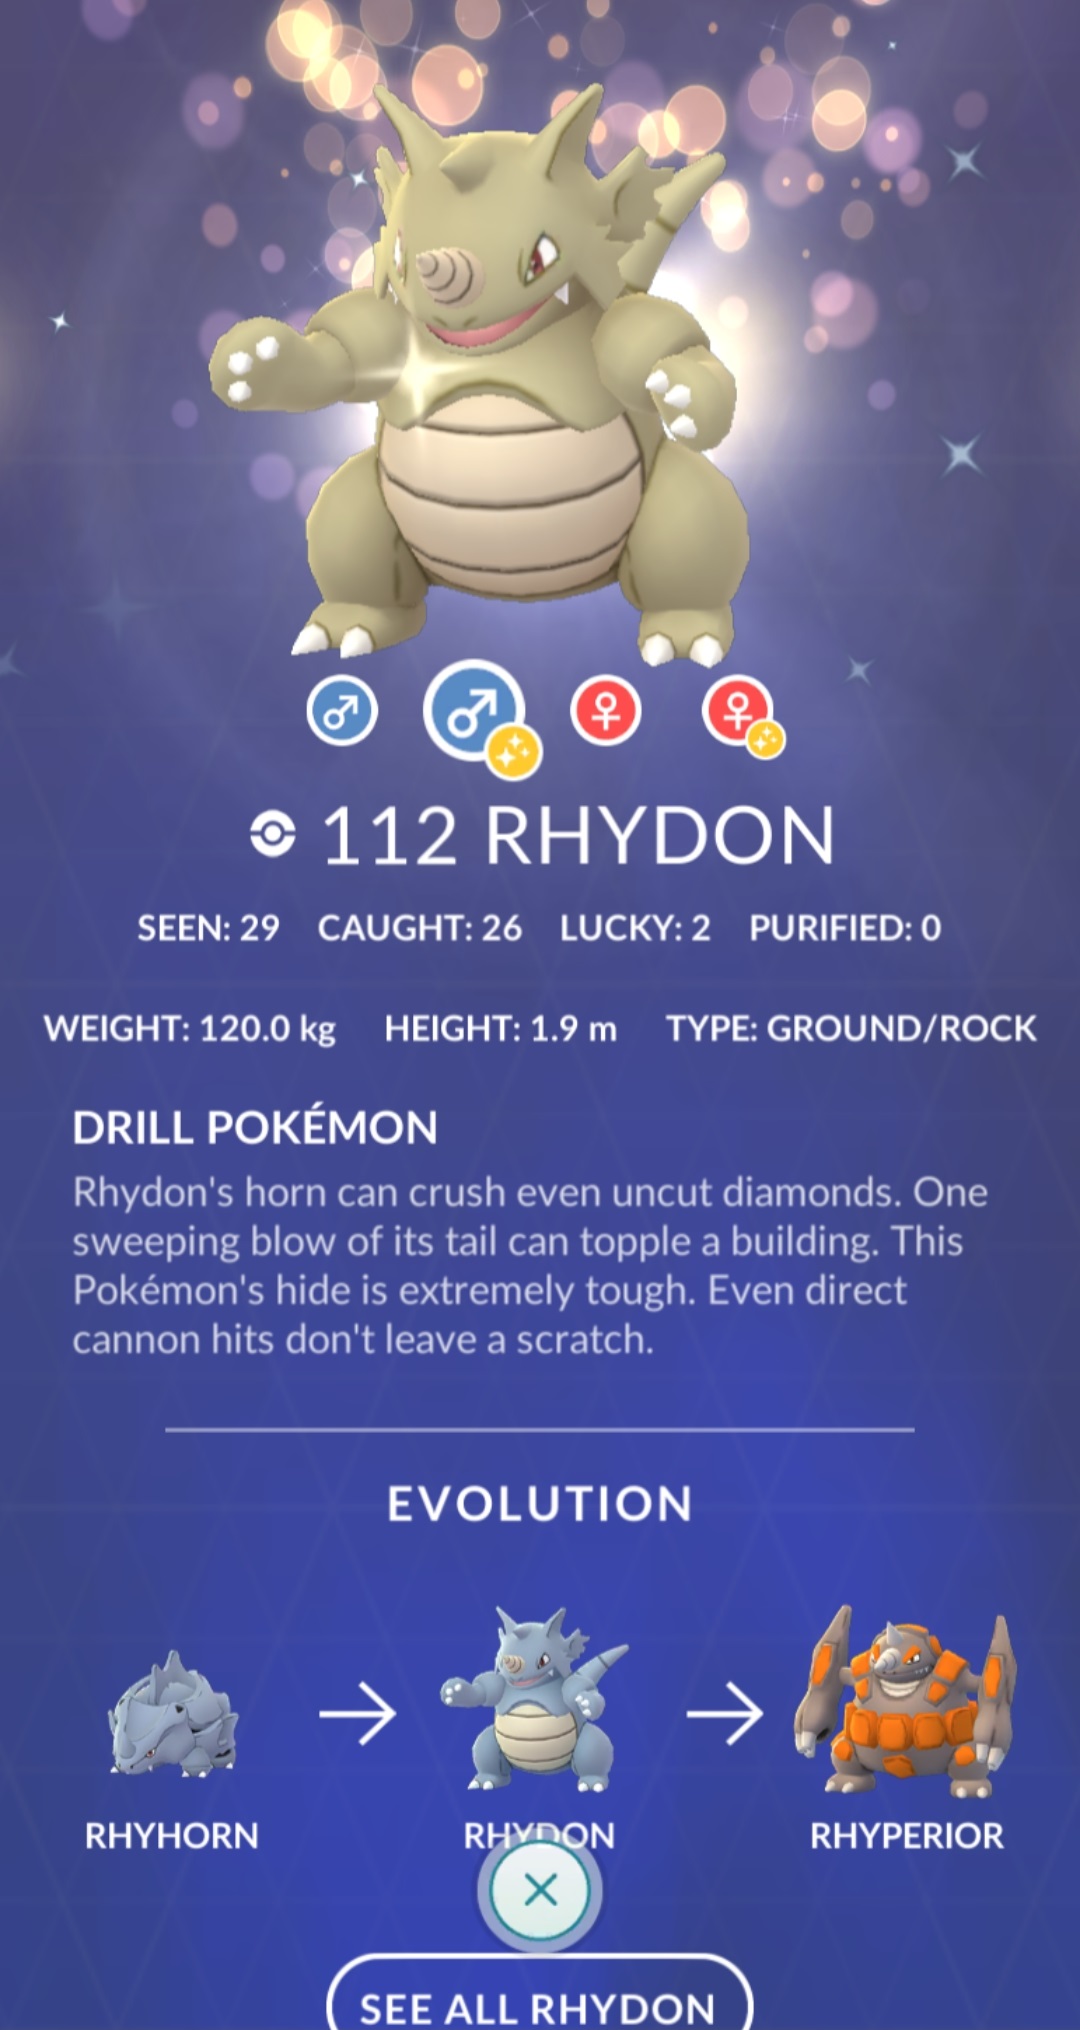 112 RHYDON
SEEN: 29 CAUGHT: 26 LUCKY: 2 PURIFIED: 0
WEIGHT: 120.0 kg HEIGHT: 1.9 m TYPE: GROUND/ROCK
DRILL POKÉMON
Rhydon's horn can crush even uncut diamonds. One
sweeping blow of its tail can topple a building. This
Pokémon's hide is extremely tough. Even direct
cannon hits don't leave a scratch.
EVOLUTION
RHYHORN RHYDON RHYPERIOR
SEE ALL RHYDON